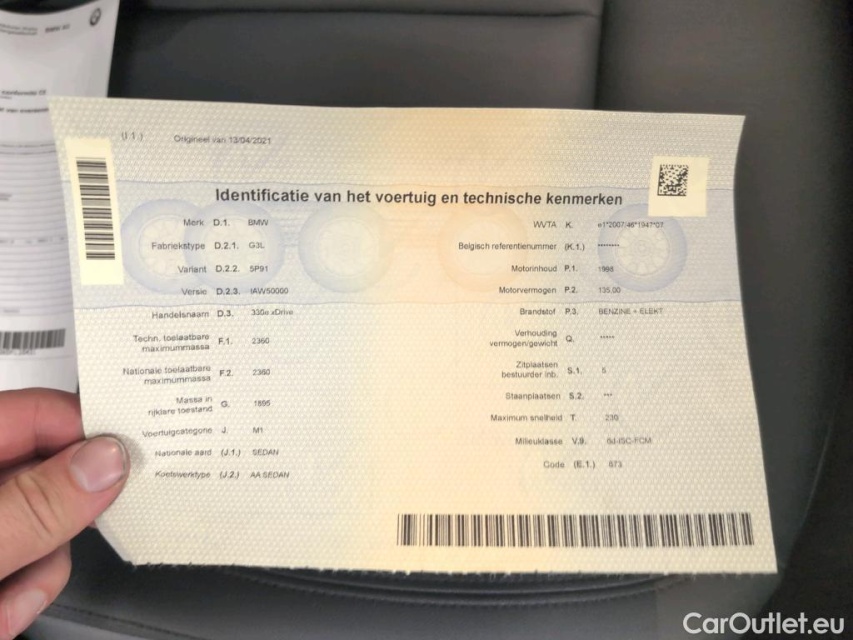 (I.1.) Origineel van 13/04/2021
Identificatie van het voertuig en technische kenmerken
Merk D.1. BMW
Fabriekstype D.2.1. G3L
Variant D.2.2. 5P91
Versie D.2.3. IAW50000
Handelsnaam D.3. 330e xDrive
Techn. toelaatbare
maximummassa F.1. 2360
Nationale toelaatbare
maximummassa F.2. 2360
Massa in
rijklare toestand G. 1895
Voertuigcategorie J. M1
Nationale aard (J.1.) SEDAN
Koetswerktype (J.2.) AA SEDAN
WVTA K. e1*2007/46*1947*07
Belgisch referentienummer (K.1.) ********
Motorinhoud P.1. 1998
Motorvermogen P.2. 135,00
Brandstof P.3. BENZINE + ELEKT
Verhouding
vermogen/gewicht Q. *****
Zitplaatsen
bestuurder inb. S.1. 5
Staanplaatsen S.2. ***
Maximum snelheid T. 230
Milieuklasse V.9. 6d-ISC-FCM
Code (E.1.) 873
CarOutlet.eu